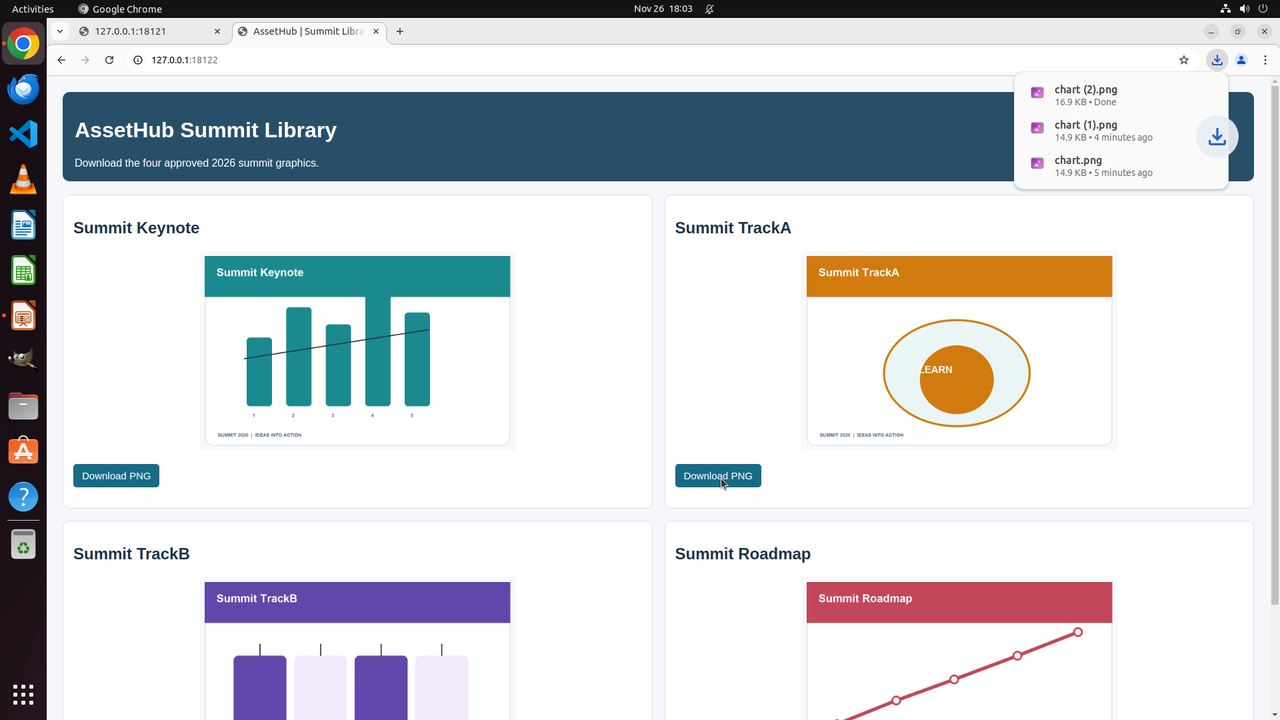 Activities
Google Chrome
Nov 26 18:03
127.0.0.1:18121
AssetHub | Summit Libra
127.0.0.1:18122
chart (2).png
16.9 KB • Done
chart (1).png
14.9 KB • 4 minutes ago
chart.png
14.9 KB • 5 minutes ago
AssetHub Summit Library
Download the four approved 2026 summit graphics.
Summit Keynote
Summit Keynote
1 2 3 4 5
SUMMIT 2026 | IDEAS INTO ACTION
Download PNG
Summit TrackA
Summit TrackA
LEARN
SUMMIT 2026 | IDEAS INTO ACTION
Download PNG
Summit TrackB
Summit TrackB
Summit Roadmap
Summit Roadmap